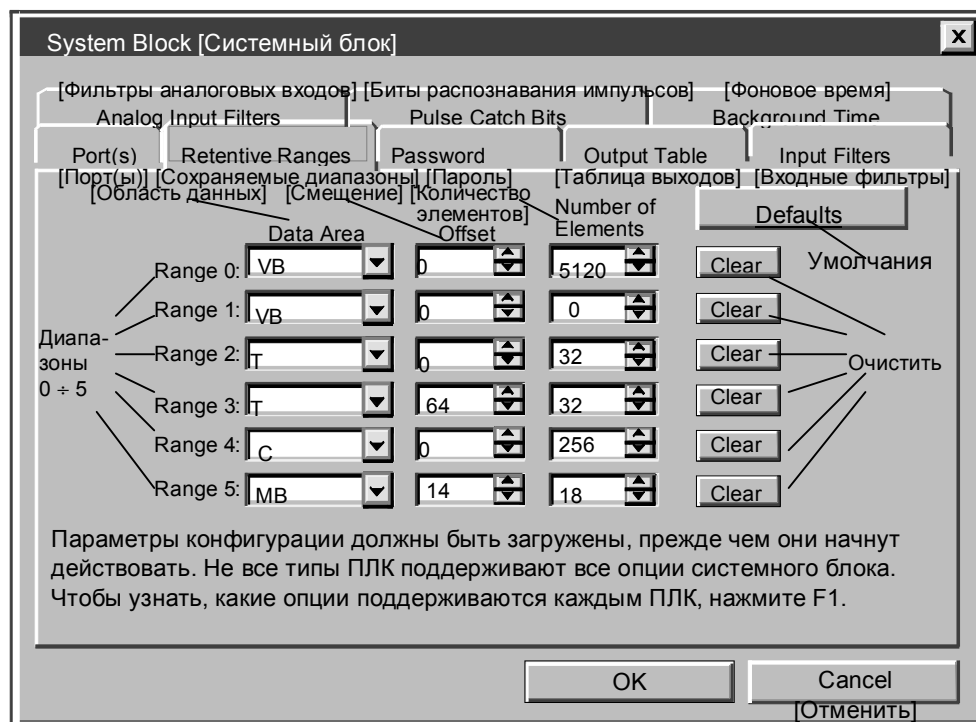 System Block [Системный блок]
X
[Фильтры аналоговых входов] [Биты распознавания импульсов] [Фоновое время]
Analog Input Filters Pulse Catch Bits Background Time
Port(s) Retentive Ranges Password Output Table Input Filters
[Порт(ы)] [Сохраняемые диапазоны] [Пароль] [Таблица выходов] [Входные фильтры]
[Область данных] [Смещение] [Количество элементов]
Data Area Offset Number of Elements
Defaults
Умолчания
Range 0: VB 0 5120 Clear
Range 1: VB 0 0 Clear
Range 2: T 0 32 Clear
Range 3: T 64 32 Clear
Range 4: C 0 256 Clear
Range 5: MB 14 18 Clear
Диапа-
зоны
0 ÷ 5
Очистить
Параметры конфигурации должны быть загружены, прежде чем они начнут
действовать. Не все типы ПЛК поддерживают все опции системного блока.
Чтобы узнать, какие опции поддерживаются каждым ПЛК, нажмите F1.
OK
Cancel
[Отменить]